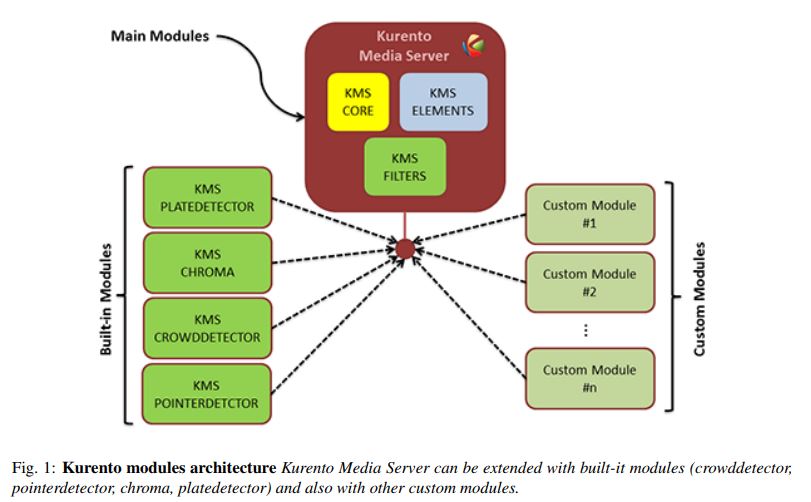 Main Modules
Kurento
Media Server
KMS
CORE
KMS
ELEMENTS
KMS
FILTERS
Built-in Modules
KMS
PLATEDETECTOR
KMS
CHROMA
KMS
CROWDDETECTOR
KMS
POINTERDETCTOR
Custom Module
#1
Custom Module
#2
⋮
Custom Module
#n
Custom Modules
Fig. 1: Kurento modules architecture Kurento Media Server can be extended with built-it modules (crowddetector,
pointerdetector, chroma, platedetector) and also with other custom modules.